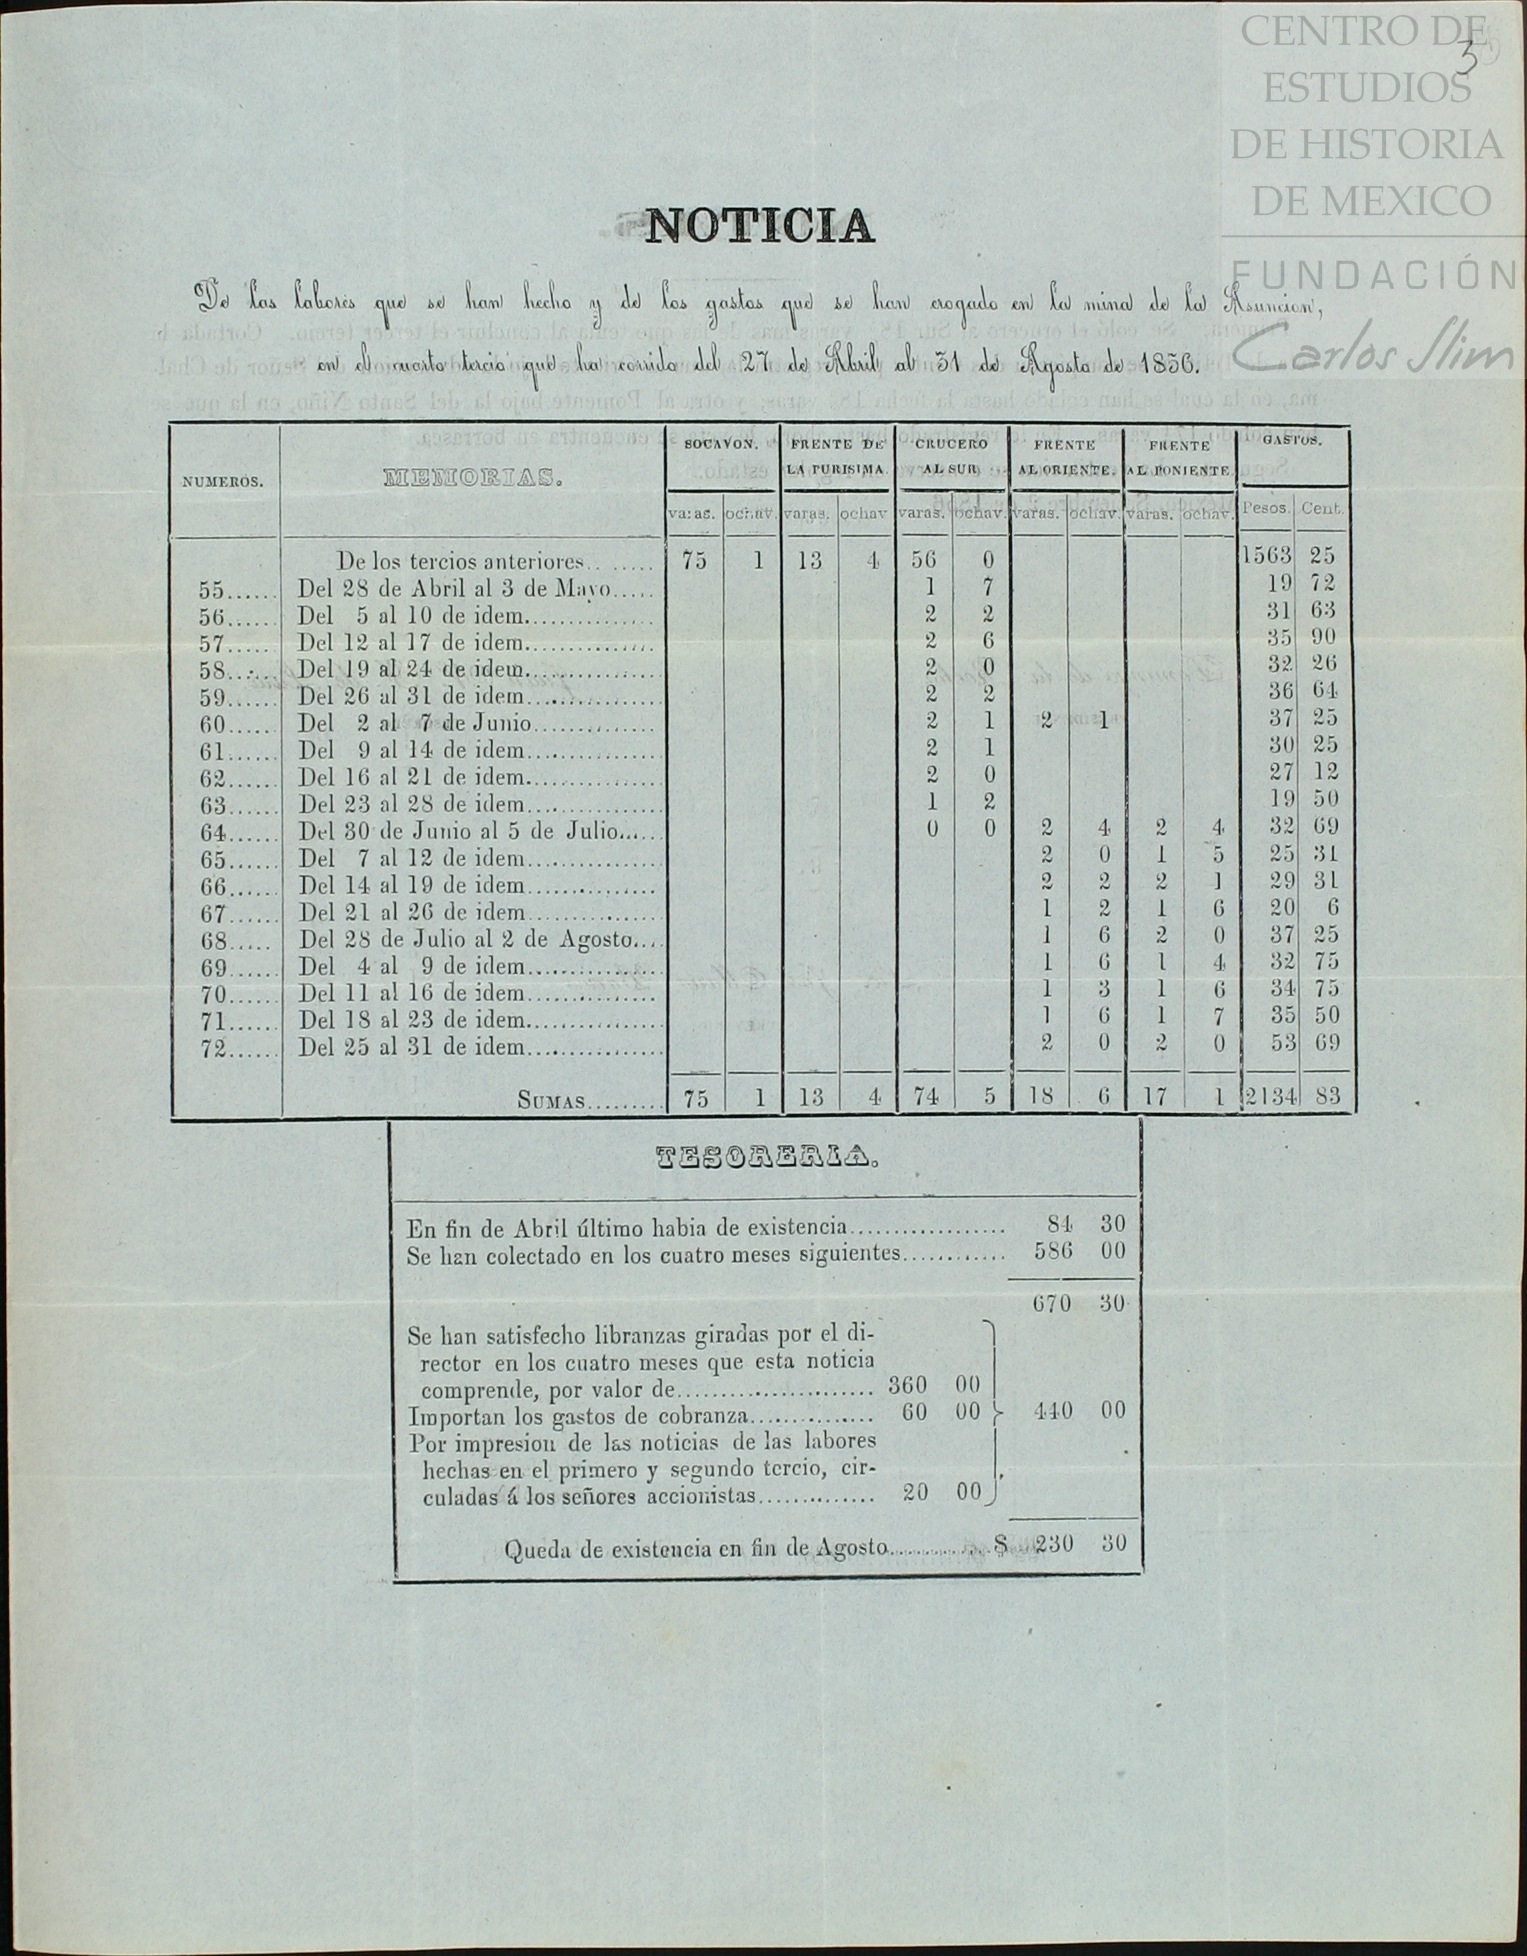 CENTRO DE
ESTUDIOS
DE HISTORIA
DE MEXICO
FUNDACIÓN
Carlos Slim
3
NOTICIA
De las labores que se han hecho y de los gastos que se han erogado en la mina de la Asuncion,
en el cuarto tercio que ha corrido del 27 de Abril al 31 de Agosto de 1856.
NUMEROS. MEMORIAS. SOCAVON. FRENTE DE LA PURISIMA. CRUCERO AL SUR. FRENTE AL ORIENTE. FRENTE AL PONIENTE. GASTOS.
varas. ochav. varas. ochav varas. ochav. varas. ochav. varas. ochav. Pesos. Cent.
De los tercios anteriores......... 75 1 13 4 56 0 1563 25
55...... Del 28 de Abril al 3 de Mayo..... 1 7 19 72
56...... Del 5 al 10 de idem............... 2 2 31 63
57..... Del 12 al 17 de idem............... 2 6 35 90
58...... Del 19 al 24 de idem................ 2 0 32 26
59...... Del 26 al 31 de idem................ 2 2 36 64
60...... Del 2 al 7 de Junio............... 2 1 2 1 37 25
61...... Del 9 al 14 de idem................ 2 1 30 25
62...... Del 16 al 21 de idem................ 2 0 27 12
63...... Del 23 al 28 de idem................ 1 2 19 50
64...... Del 30 de Junio al 5 de Julio...... 0 0 2 4 2 4 32 69
65...... Del 7 al 12 de idem................ 2 0 1 5 25 31
66...... Del 14 al 19 de idem............... 2 2 2 1 29 31
67...... Del 21 al 26 de idem................ 1 2 1 6 20 6
68..... Del 28 de Julio al 2 de Agosto.... 1 6 2 0 37 25
69...... Del 4 al 9 de idem................ 1 6 1 4 32 75
70...... Del 11 al 16 de idem............... 1 3 1 6 34 75
71...... Del 18 al 23 de idem................ 1 6 1 7 35 50
72...... Del 25 al 31 de idem................ 2 0 2 0 53 69
SUMAS......... 75 1 13 4 74 5 18 6 17 1 2134 83
TESORERIA.
En fin de Abril último habia de existencia.................. 84 30
Se han colectado en los cuatro meses siguientes............ 586 00
670 30
Se han satisfecho libranzas giradas por el di-
rector en los cuatro meses que esta noticia
comprende, por valor de....................... 360 00
Importan los gastos de cobranza............... 60 00 } 440 00
Por impresion de las noticias de las labores
hechas en el primero y segundo tercio, cir-
culadas á los señores accionistas.............. 20 00
Queda de existencia en fin de Agosto.............. $ 230 30